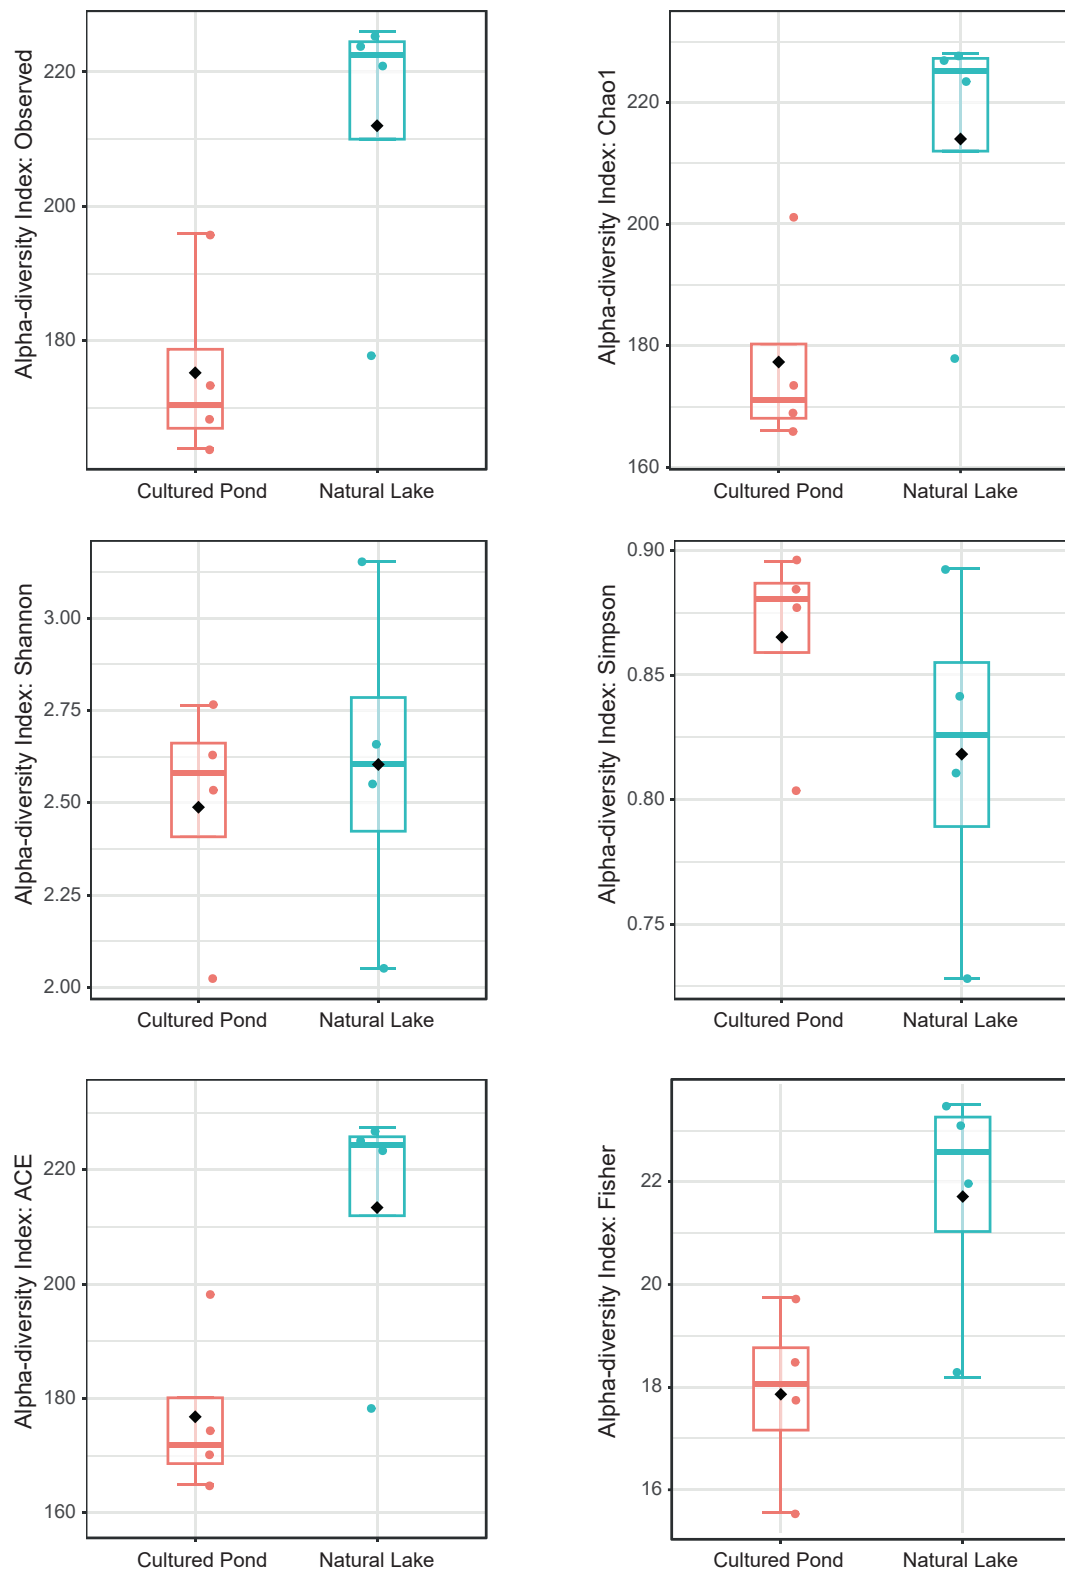 Alpha-diversity Index: Observed
220
200
180
Cultured Pond
Natural Lake
Alpha-diversity Index: Chao1
220
200
180
160
Cultured Pond
Natural Lake
Alpha-diversity Index: Shannon
3.00
2.75
2.50
2.25
2.00
Cultured Pond
Natural Lake
Alpha-diversity Index: Simpson
0.90
0.85
0.80
0.75
Cultured Pond
Natural Lake
Alpha-diversity Index: ACE
220
200
180
160
Cultured Pond
Natural Lake
Alpha-diversity Index: Fisher
22
20
18
16
Cultured Pond
Natural Lake